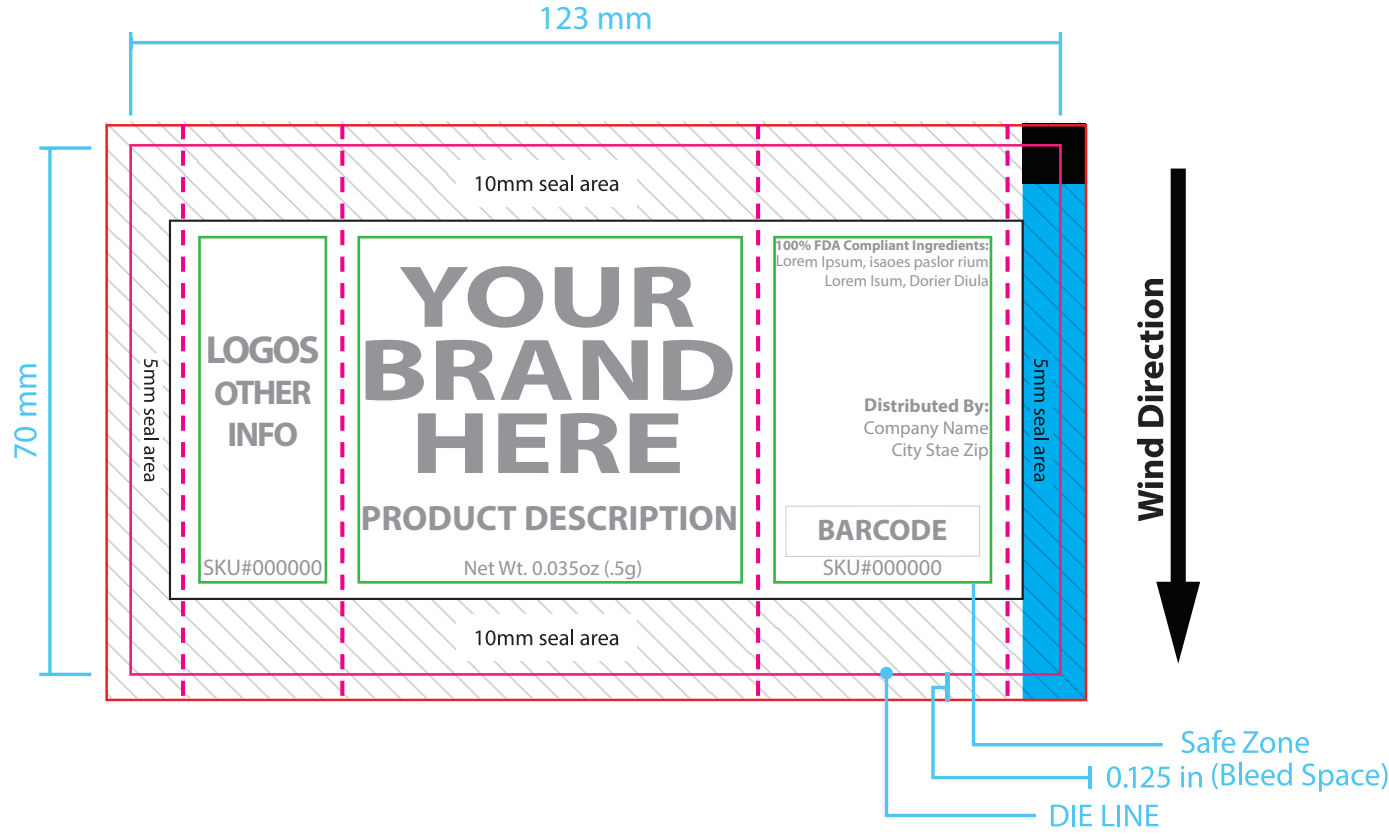 123 mm
10mm seal area
70 mm
5mm seal area
LOGOS
OTHER
INFO
SKU#000000
YOUR
BRAND
HERE
PRODUCT DESCRIPTION
Net Wt. 0.035oz (.5g)
100% FDA Compliant Ingredients:
Lorem Ipsum, isaoes paslor rium
Lorem Isum, Dorier Diula
Distributed By:
Company Name
City Stae Zip
BARCODE
SKU#000000
5mm seal area
Wind Direction
10mm seal area
Safe Zone
0.125 in (Bleed Space)
DIE LINE